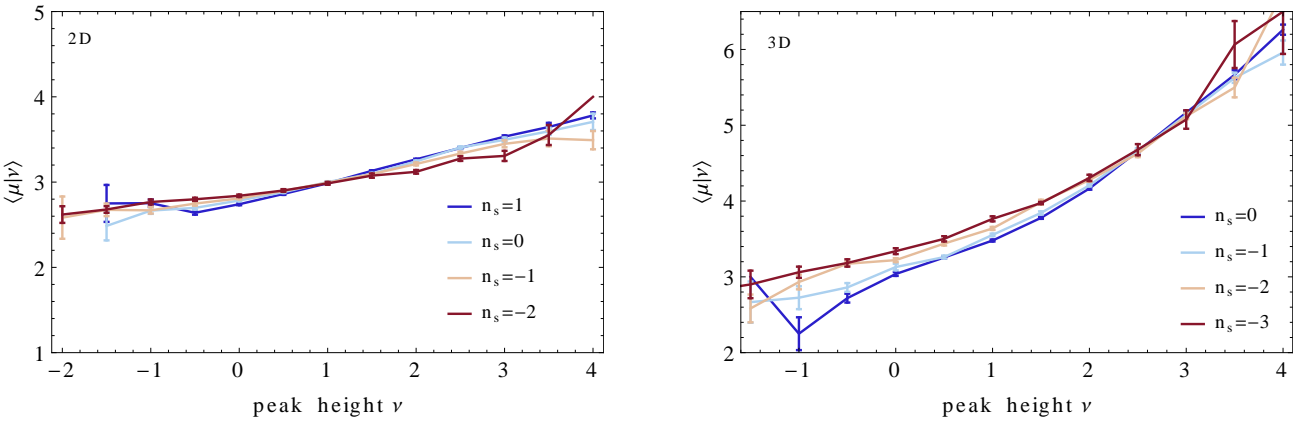 2D
⟨μ|ν⟩
5
4
3
2
1
−2 −1 0 1 2 3 4
peak height ν
n_s=1
n_s=0
n_s=−1
n_s=−2
3D
⟨μ|ν⟩
6
5
4
3
2
−1 0 1 2 3 4
peak height ν
n_s=0
n_s=−1
n_s=−2
n_s=−3